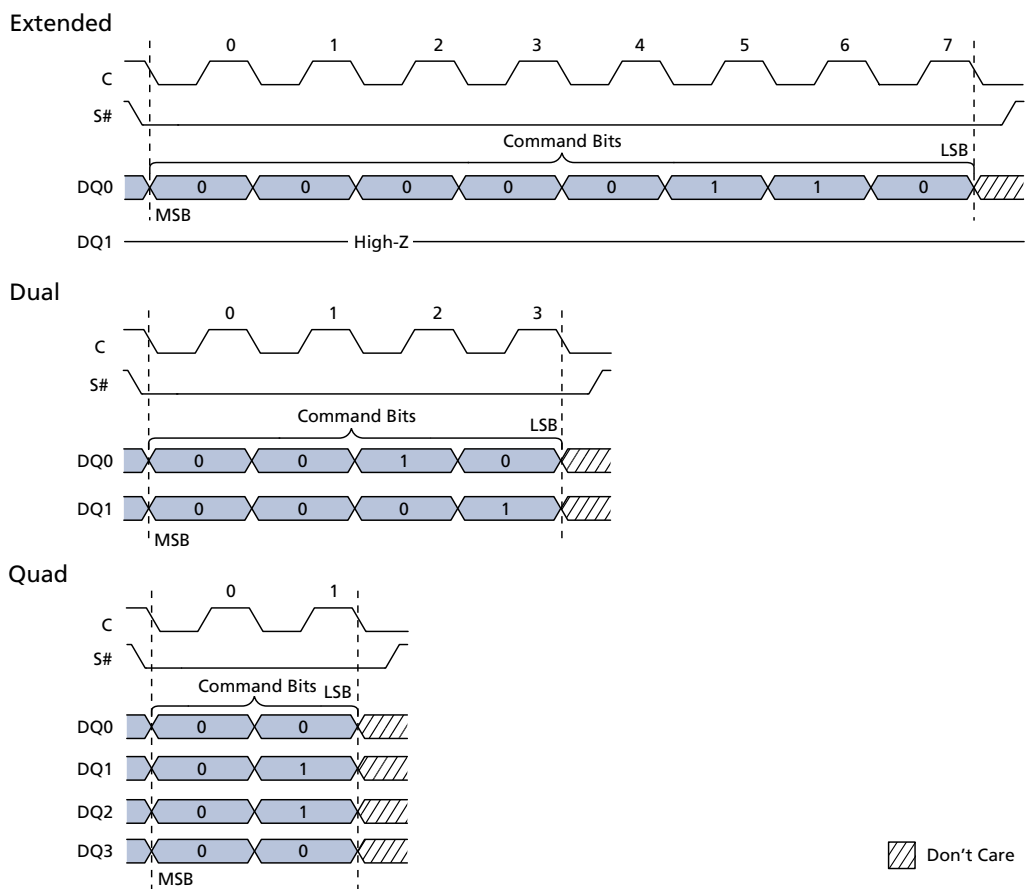 Extended
0 1 2 3 4 5 6 7
C
S#
Command Bits
LSB
DQ0 0 0 0 0 0 1 1 0
MSB
DQ1 High-Z
Dual
0 1 2 3
C
S#
Command Bits
LSB
DQ0 0 0 1 0
DQ1 0 0 0 1
MSB
Quad
0 1
C
S#
Command Bits LSB
DQ0 0 0
DQ1 0 1
DQ2 0 1
DQ3 0 0
MSB
Don't Care